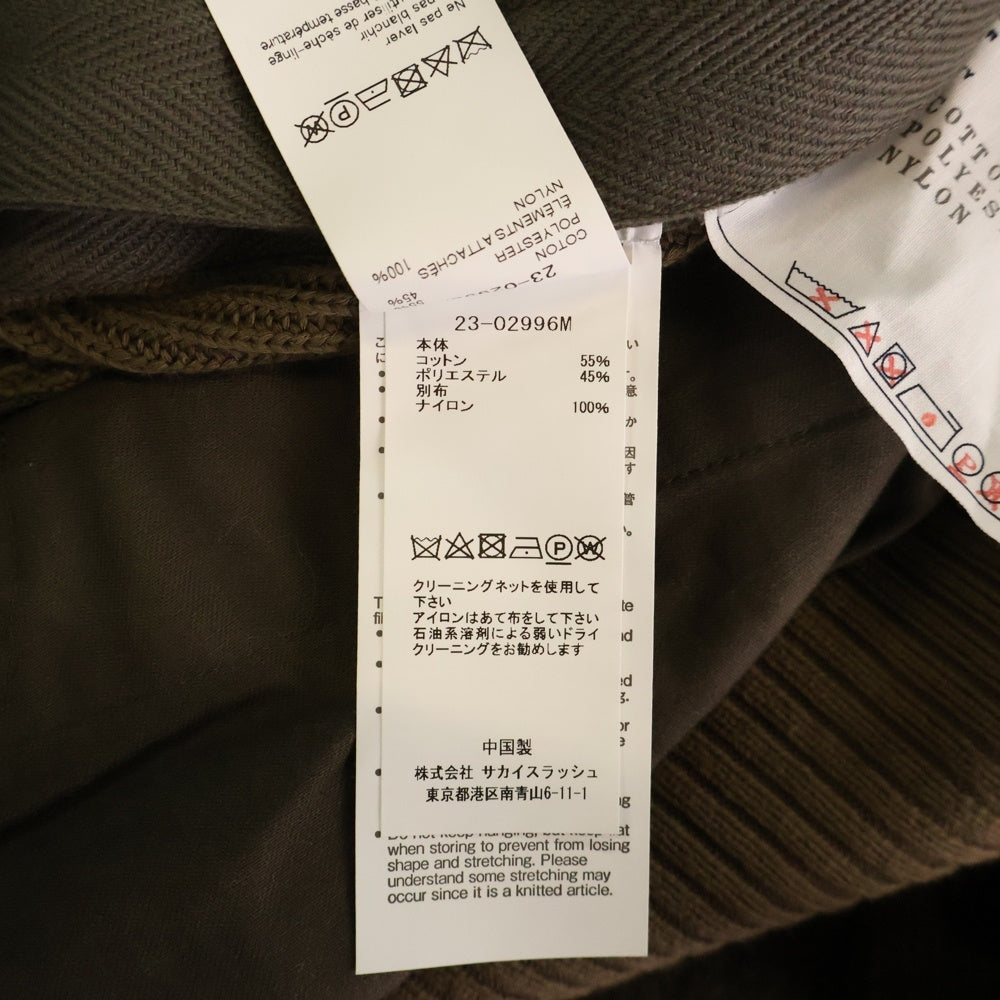 Ne pas laver
pas blanchir
utiliser de sèche-linge
basse température
P
W
COTON
POLYESTER
ÉLÉMENTS ATTACHÉS 100%
NYLON
45%
23-02996M
本体
コットン 55%
ポリエステル 45%
別布
ナイロン 100%
P W
クリーニングネットを使用して
下さい
アイロンはあて布をして下さい
石油系溶剤による弱いドライ
クリーニングをお勧めします
中国製
株式会社 サカイスラッシュ
東京都港区南青山6-11-1
when storing to prevent from losing
shape and stretching. Please
understand some stretching may
occur since it is a knitted article.
COTTO
POLYES
NYLON
P